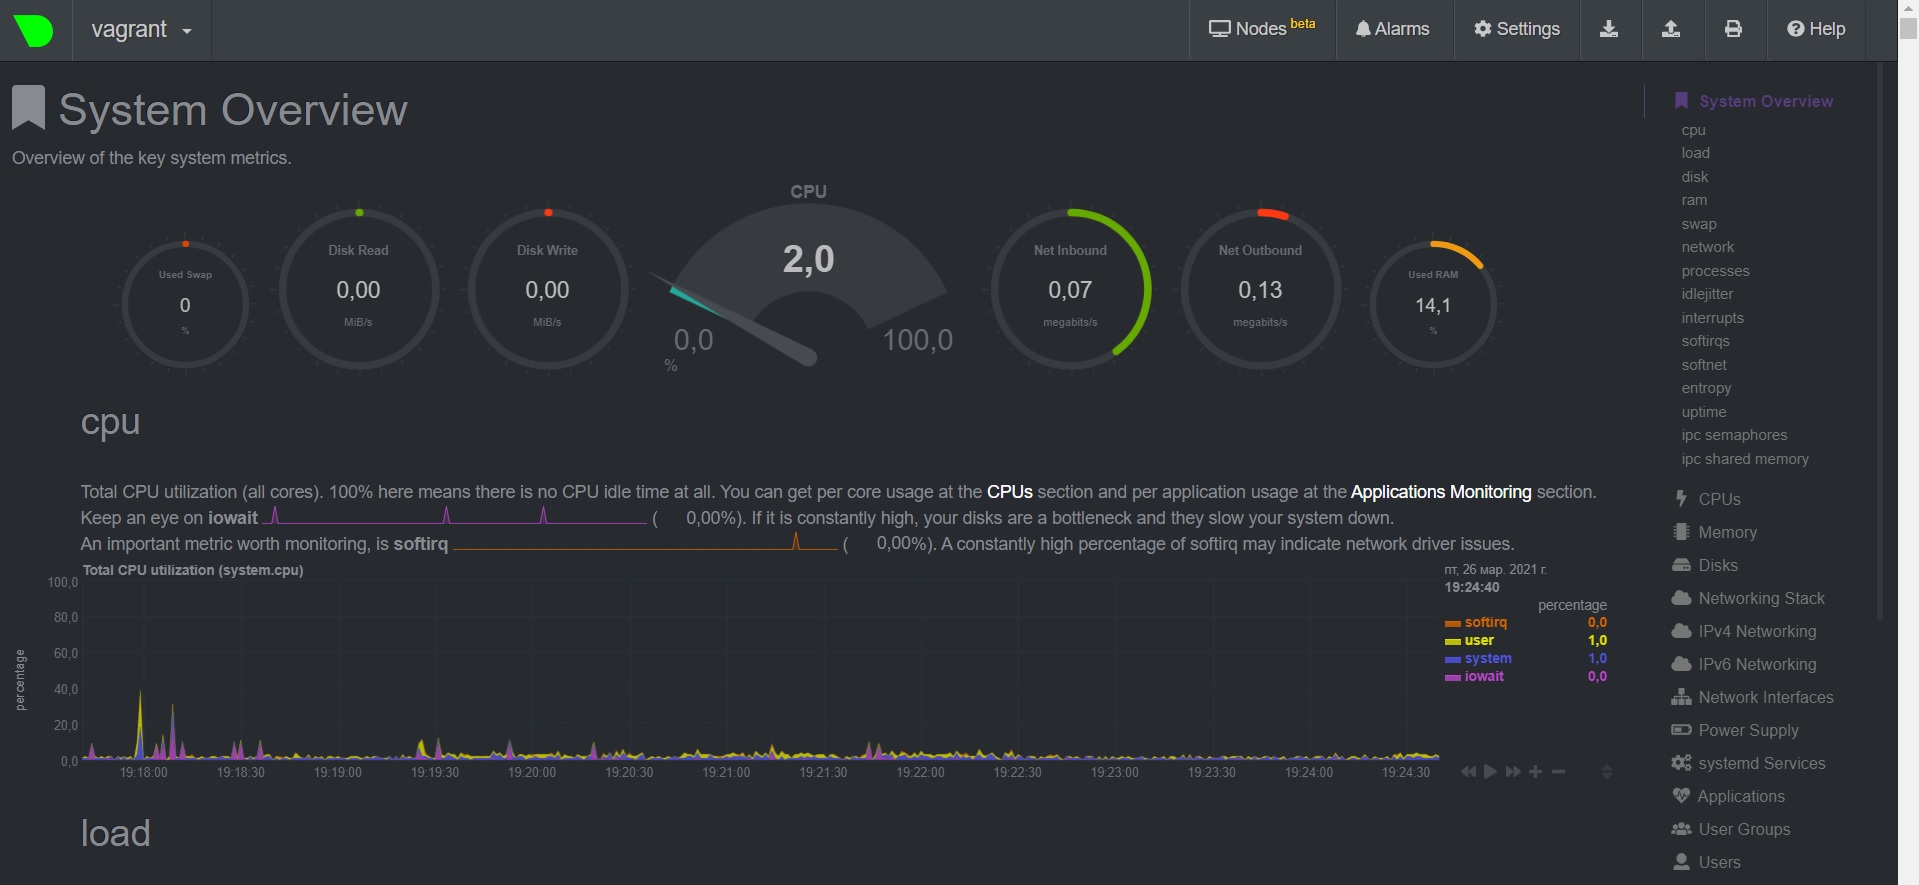 vagrant
Nodes beta
Alarms
Settings
Help
System Overview
Overview of the key system metrics.
Used Swap
0
%
Disk Read
0,00
MiB/s
Disk Write
0,00
MiB/s
CPU
2,0
0,0
100,0
%
Net Inbound
0,07
megabits/s
Net Outbound
0,13
megabits/s
Used RAM
14,1
%
cpu
Total CPU utilization (all cores). 100% here means there is no CPU idle time at all. You can get per core usage at the CPUs section and per application usage at the Applications Monitoring section.
Keep an eye on iowait ( 0,00%). If it is constantly high, your disks are a bottleneck and they slow your system down.
An important metric worth monitoring, is softirq ( 0,00%). A constantly high percentage of softirq may indicate network driver issues.
Total CPU utilization (system.cpu)
percentage
100,0
80,0
60,0
40,0
20,0
0,0
19:18:00 19:18:30 19:19:00 19:19:30 19:20:00 19:20:30 19:21:00 19:21:30 19:22:00 19:22:30 19:23:00 19:23:30 19:24:00 19:24:30
пт, 26 мар. 2021 г.
19:24:40
percentage
softirq 0,0
user 1,0
system 1,0
iowait 0,0
load
System Overview
cpu
load
disk
ram
swap
network
processes
idlejitter
interrupts
softirqs
softnet
entropy
uptime
ipc semaphores
ipc shared memory
CPUs
Memory
Disks
Networking Stack
IPv4 Networking
IPv6 Networking
Network Interfaces
Power Supply
systemd Services
Applications
User Groups
Users